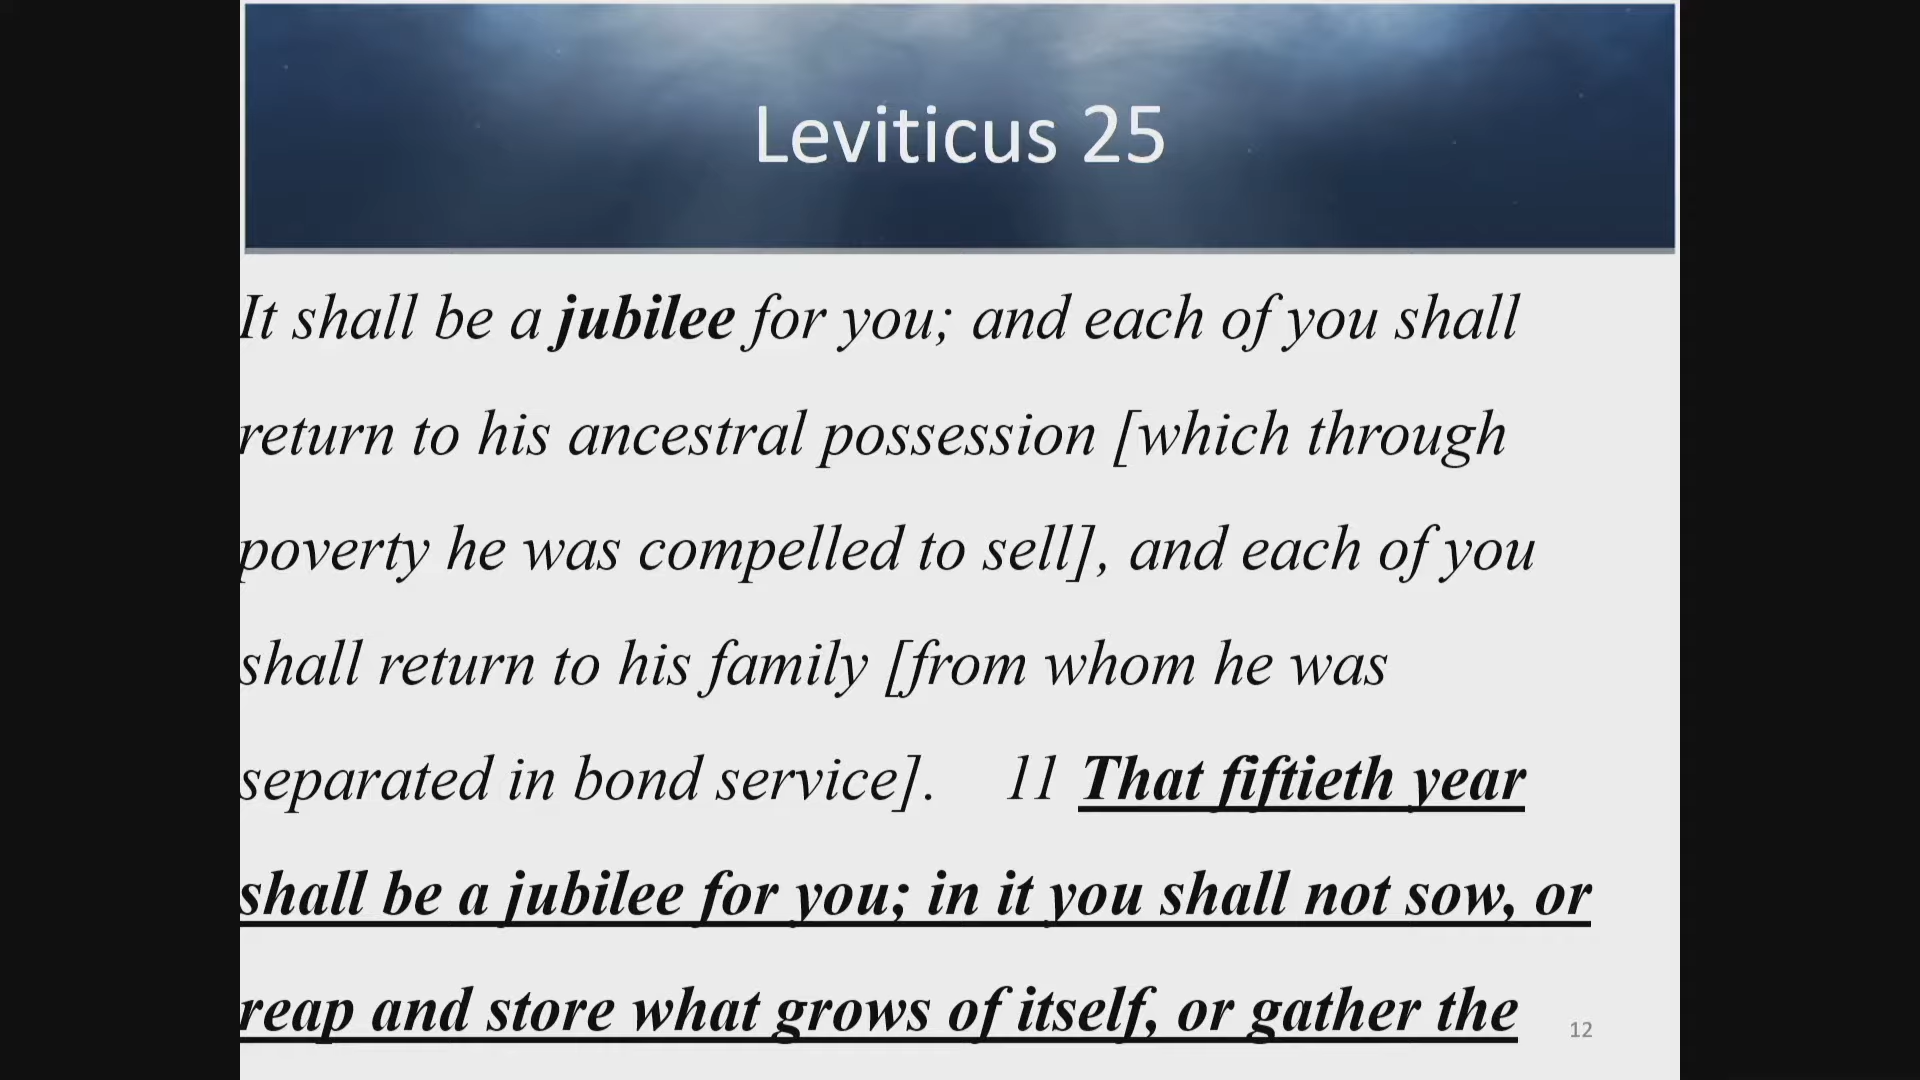 Leviticus 25
It shall be a jubilee for you; and each of you shall
return to his ancestral possession [which through
poverty he was compelled to sell], and each of you
shall return to his family [from whom he was
separated in bond service]. 11 That fiftieth year
shall be a jubilee for you; in it you shall not sow, or
reap and store what grows of itself, or gather the
12